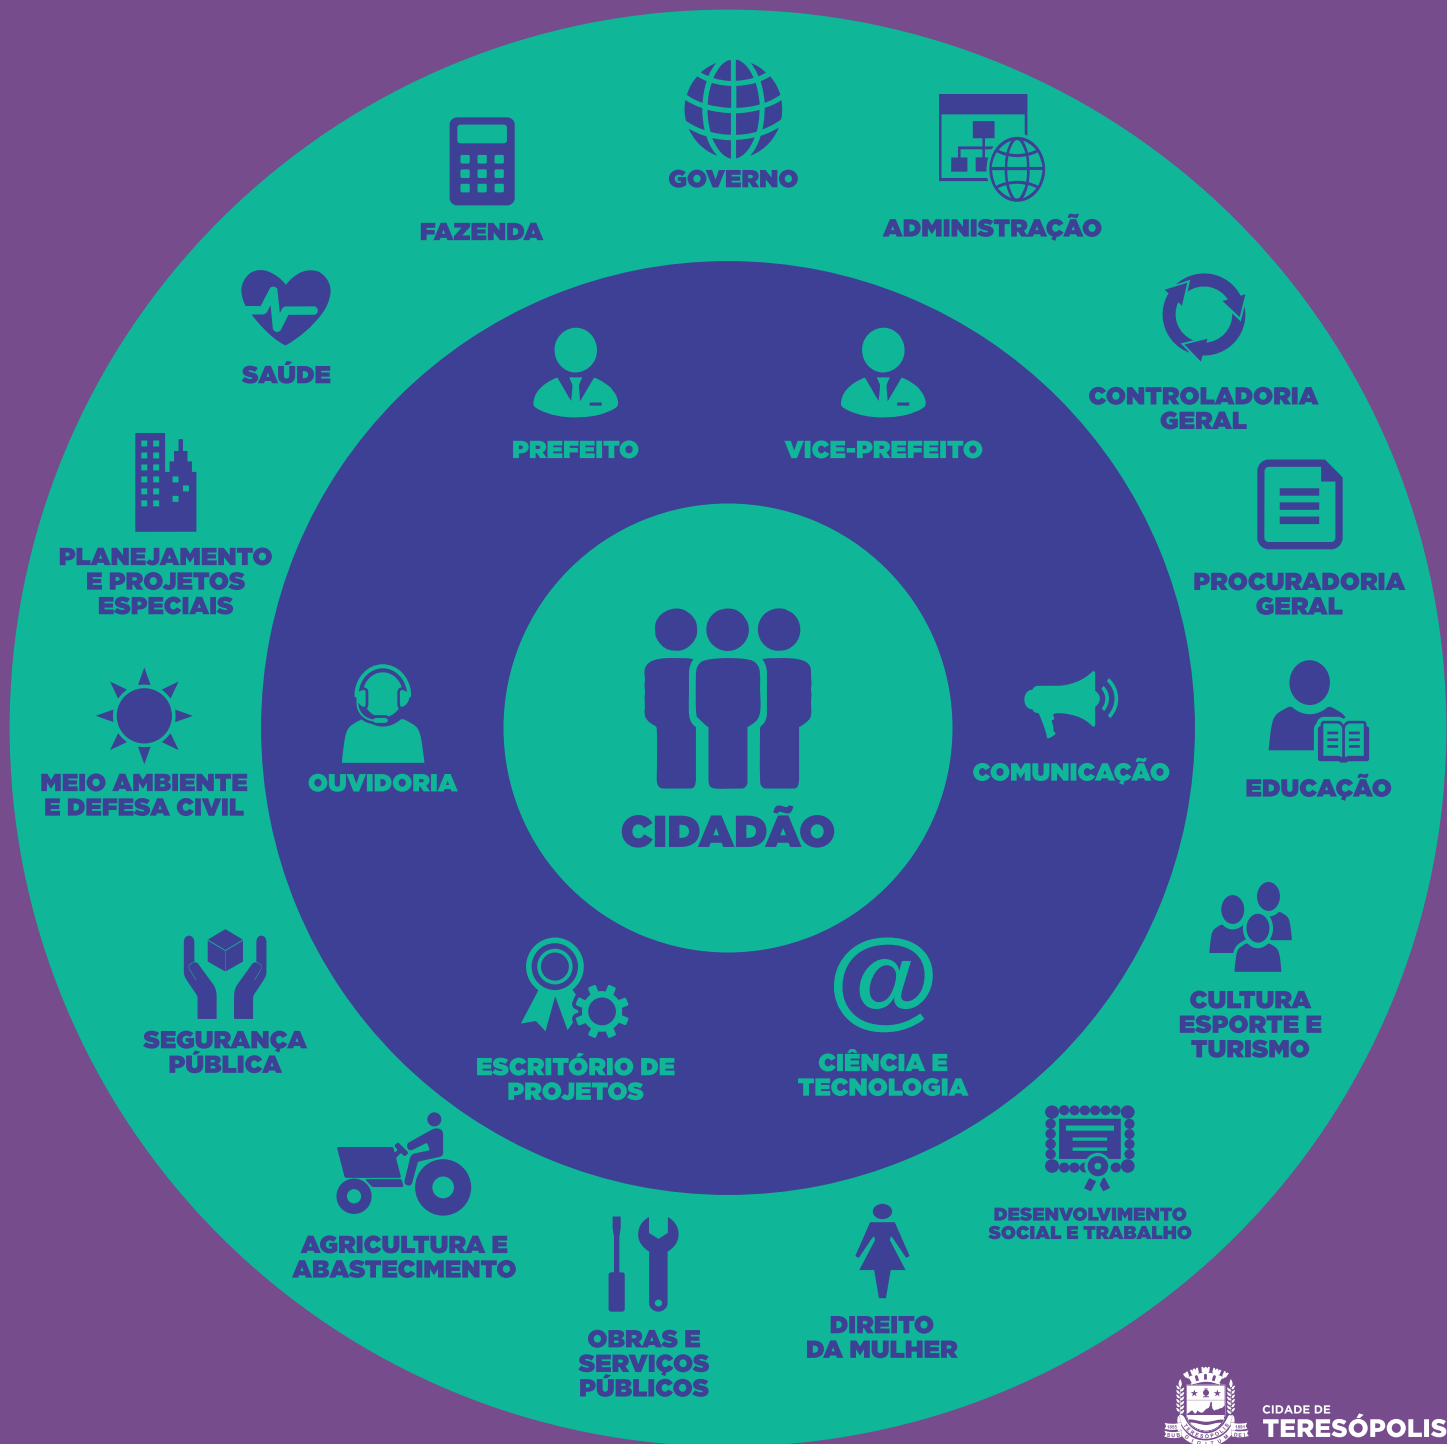 GOVERNO
ADMINISTRAÇÃO
FAZENDA
CONTROLADORIA
GERAL
SAÚDE
PREFEITO
VICE-PREFEITO
PROCURADORIA
GERAL
PLANEJAMENTO
E PROJETOS
ESPECIAIS
EDUCAÇÃO
MEIO AMBIENTE
E DEFESA CIVIL
OUVIDORIA
COMUNICAÇÃO
CIDADÃO
CULTURA
ESPORTE E
TURISMO
SEGURANÇA
PÚBLICA
ESCRITÓRIO DE
PROJETOS
CIÊNCIA E
TECNOLOGIA
DESENVOLVIMENTO
SOCIAL E TRABALHO
AGRICULTURA E
ABASTECIMENTO
DIREITO
DA MULHER
OBRAS E
SERVIÇOS
PÚBLICOS
CIDADE DE
TERESÓPOLIS